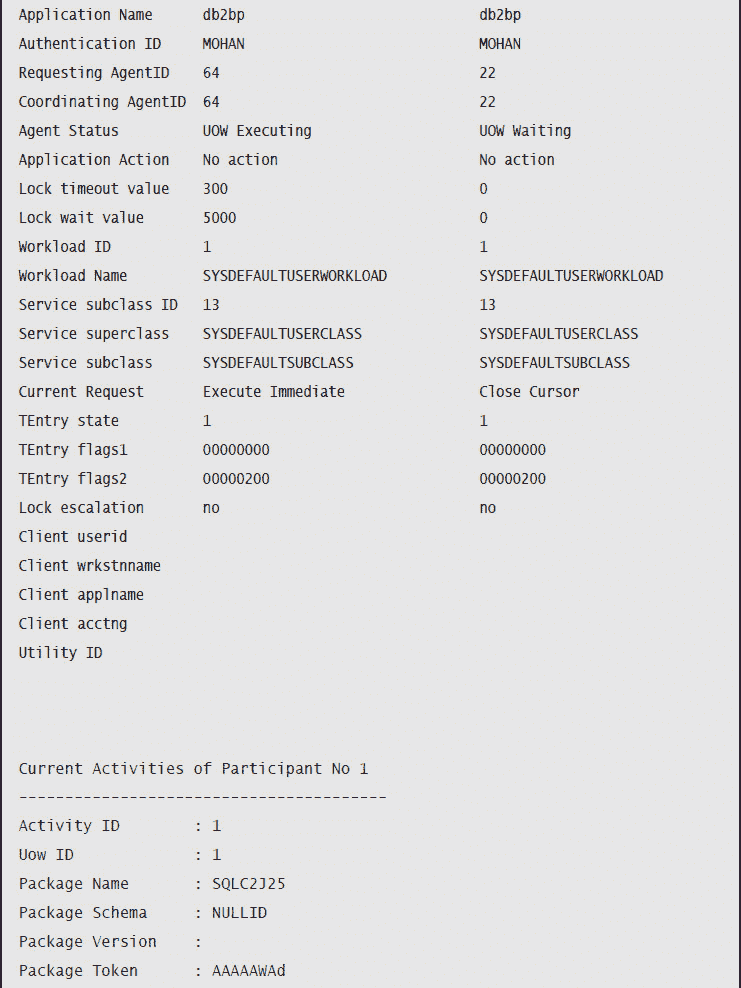 Application Name db2bp db2bp
Authentication ID MOHAN MOHAN
Requesting AgentID 64 22
Coordinating AgentID 64 22
Agent Status UOW Executing UOW Waiting
Application Action No action No action
Lock timeout value 300 0
Lock wait value 5000 0
Workload ID 1 1
Workload Name SYSDEFAULTUSERWORKLOAD SYSDEFAULTUSERWORKLOAD
Service subclass ID 13 13
Service superclass SYSDEFAULTUSERCLASS SYSDEFAULTUSERCLASS
Service subclass SYSDEFAULTSUBCLASS SYSDEFAULTSUBCLASS
Current Request Execute Immediate Close Cursor
TEntry state 1 1
TEntry flags1 00000000 00000000
TEntry flags2 00000200 00000200
Lock escalation no no
Client userid
Client wrkstnname
Client applname
Client acctng
Utility ID
Current Activities of Participant No 1
----------------------------------------
Activity ID : 1
Uow ID : 1
Package Name : SQLC2J25
Package Schema : NULLID
Package Version :
Package Token : AAAAAWAd